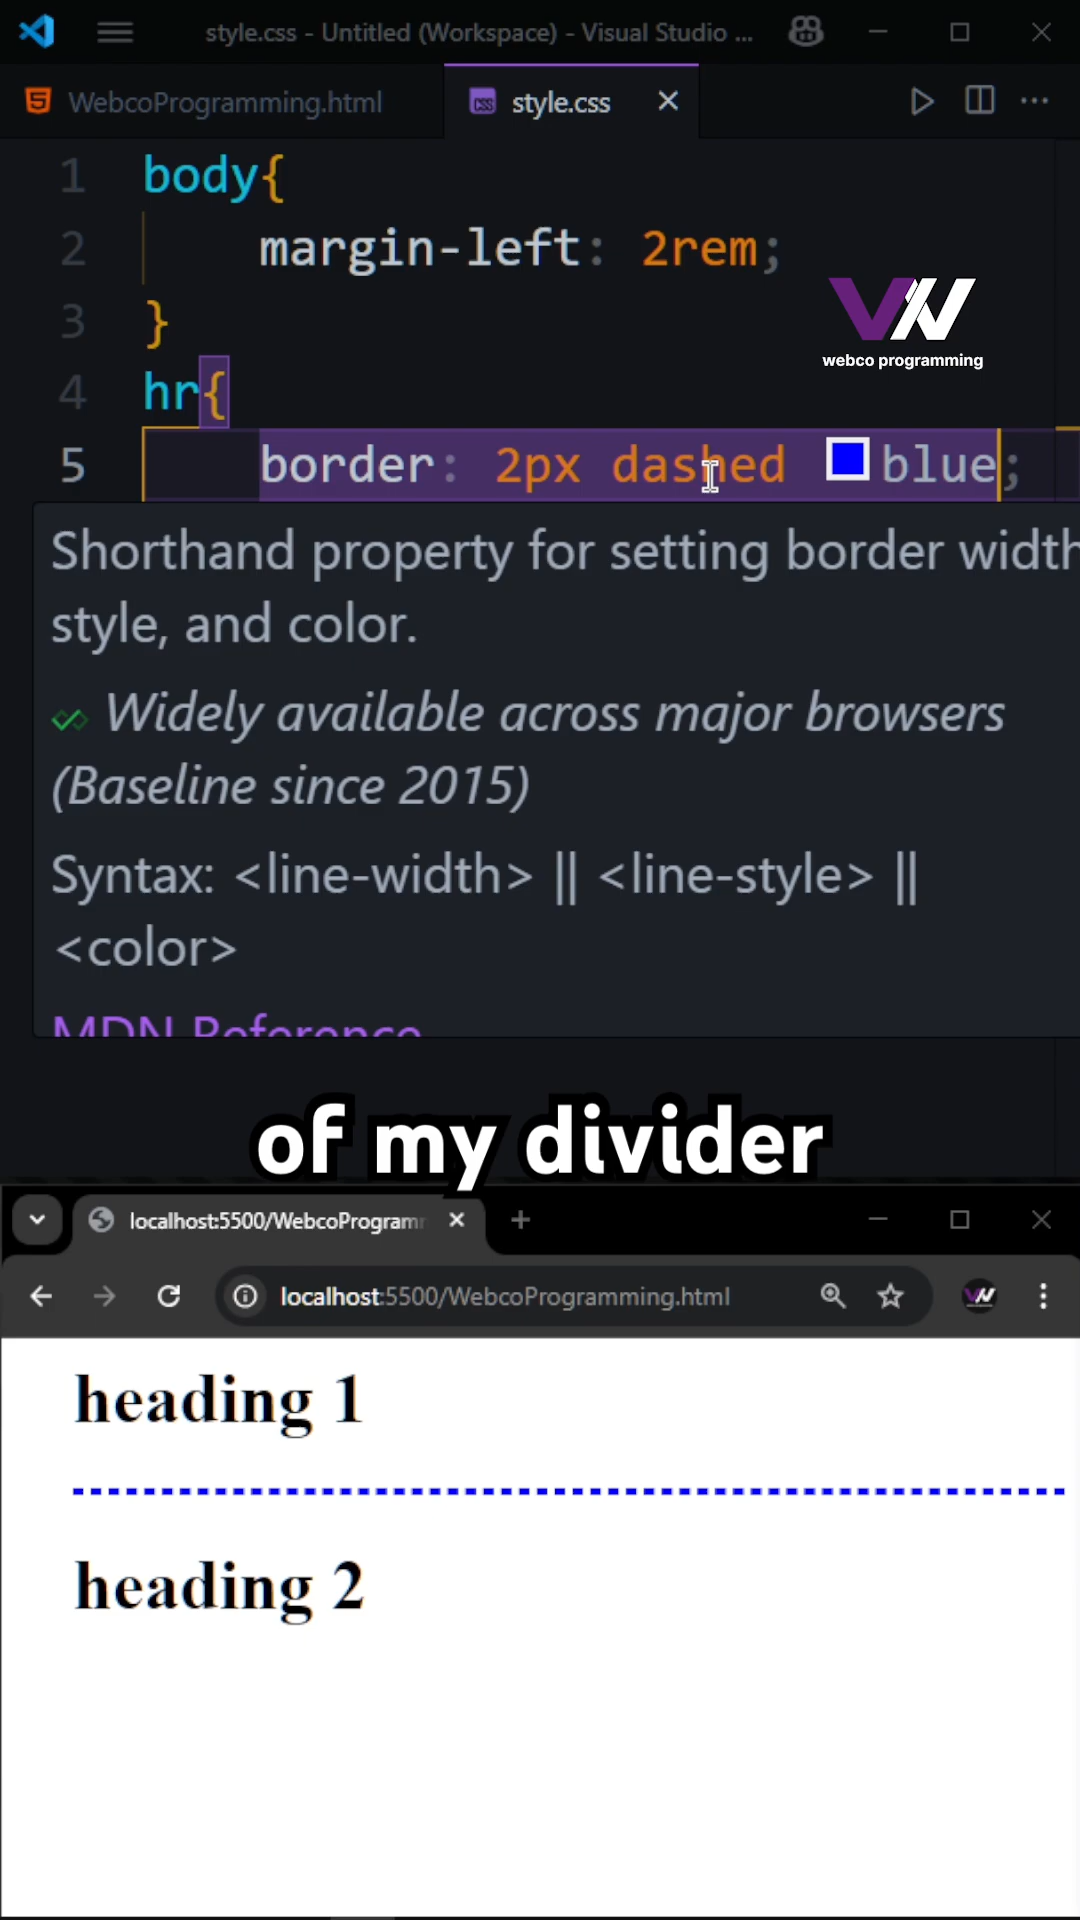 style.css - Untitled (Workspace) - Visual Studio ...
WebcoProgramming.html
style.css
1 body{
2 margin-left: 2rem;
3 }
webco programming
4 hr{
5 border: 2px dashed blue;
Shorthand property for setting border width
style, and color.
Widely available across major browsers
(Baseline since 2015)
Syntax: <line-width> || <line-style> ||
<color>
MDN Reference
of my divider
localhost:5500/WebcoProgram
localhost:5500/WebcoProgramming.html
heading 1
heading 2